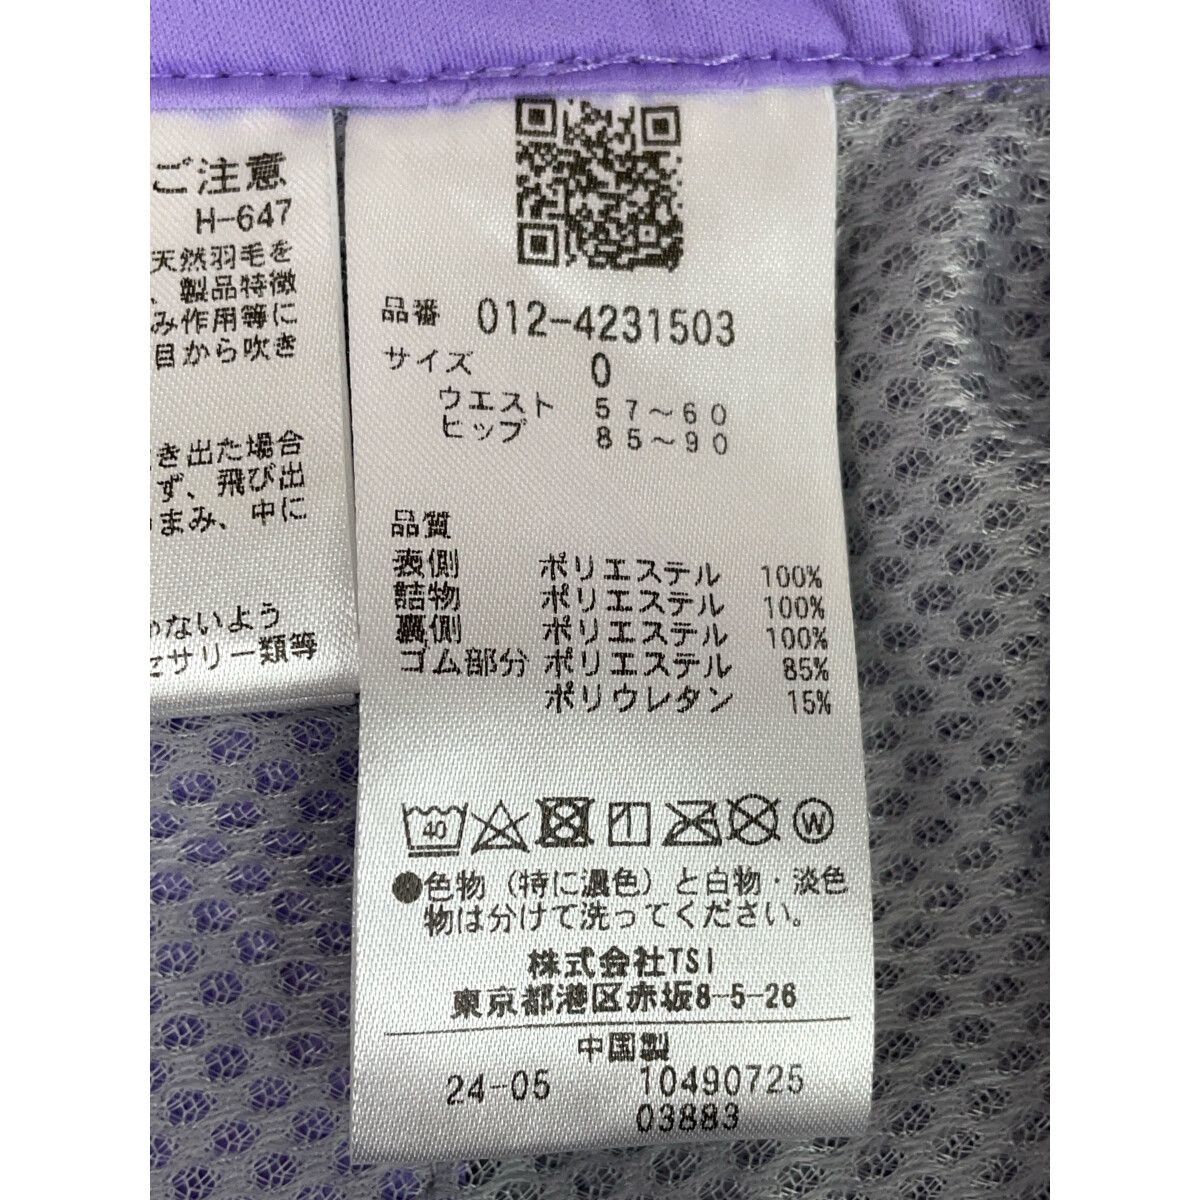 ご注意
H-647
天然羽毛を
、製品特徴
み作用等に
目から吹き
き出た場合
ず、飛び出
まみ、中に
ないよう
セサリー類等
品番 012-4231503
サイズ 0
ウエスト 57～60
ヒップ 85～90
品質
表側 ポリエステル 100%
詰物 ポリエステル 100%
裏側 ポリエステル 100%
ゴム部分 ポリエステル 85%
ポリウレタン 15%
40 W
●色物（特に濃色）と白物・淡色
物は分けて洗ってください。
株式会社TSI
東京都港区赤坂8-5-26
中国製
24-05 10490725
03883